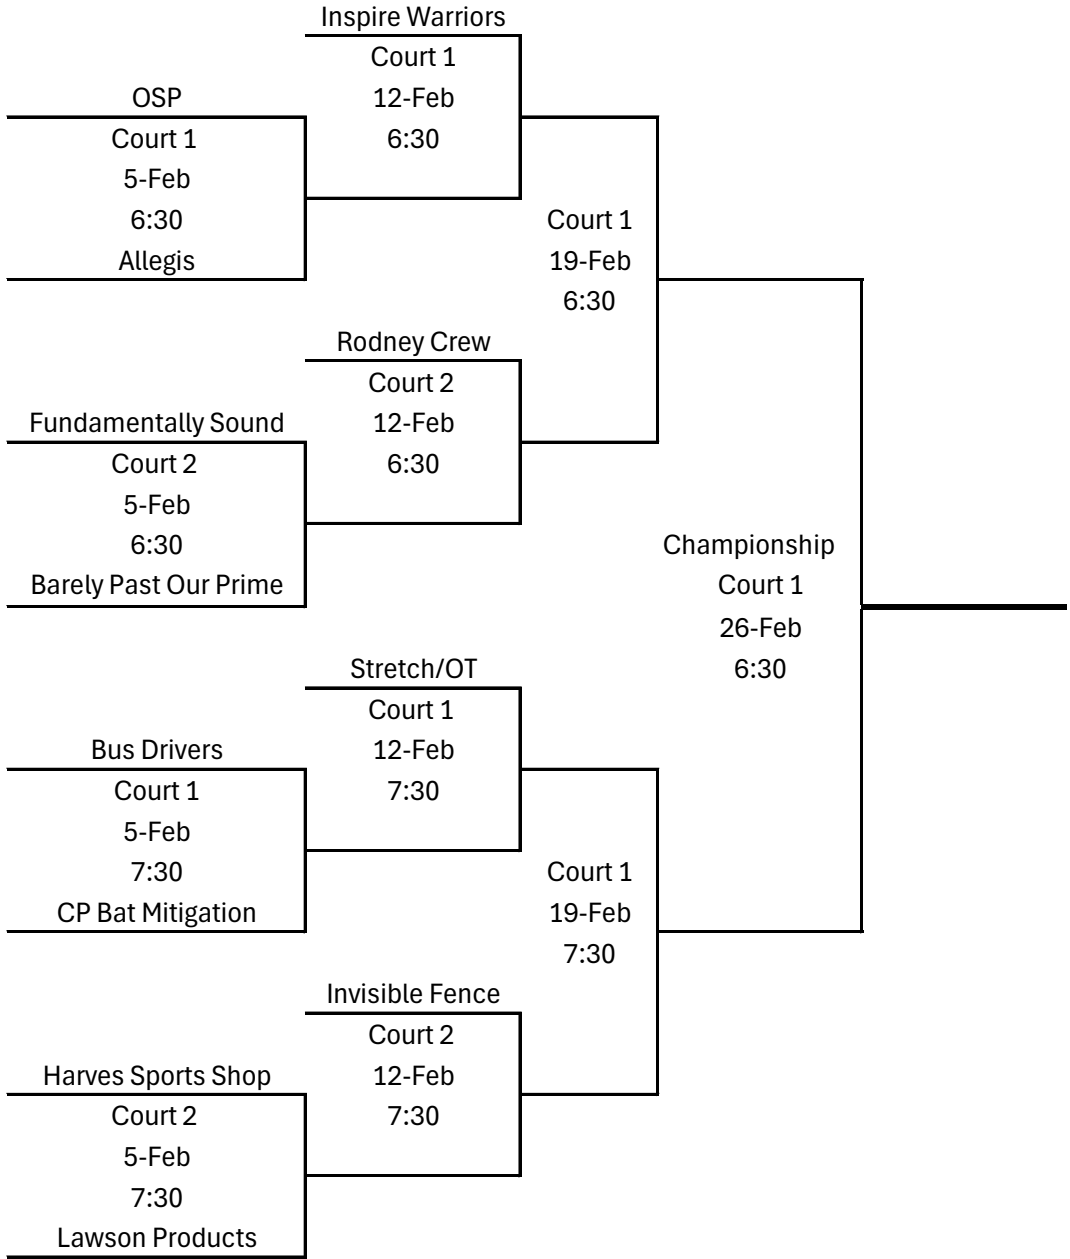 Inspire Warriors
Court 1
12-Feb
6:30
OSP
Court 1
5-Feb
6:30
Allegis
Court 1
19-Feb
6:30
Rodney Crew
Court 2
12-Feb
6:30
Fundamentally Sound
Court 2
5-Feb
6:30
Barely Past Our Prime
Championship
Court 1
26-Feb
6:30
Stretch/OT
Court 1
12-Feb
7:30
Bus Drivers
Court 1
5-Feb
7:30
CP Bat Mitigation
Court 1
19-Feb
7:30
Invisible Fence
Court 2
12-Feb
7:30
Harves Sports Shop
Court 2
5-Feb
7:30
Lawson Products